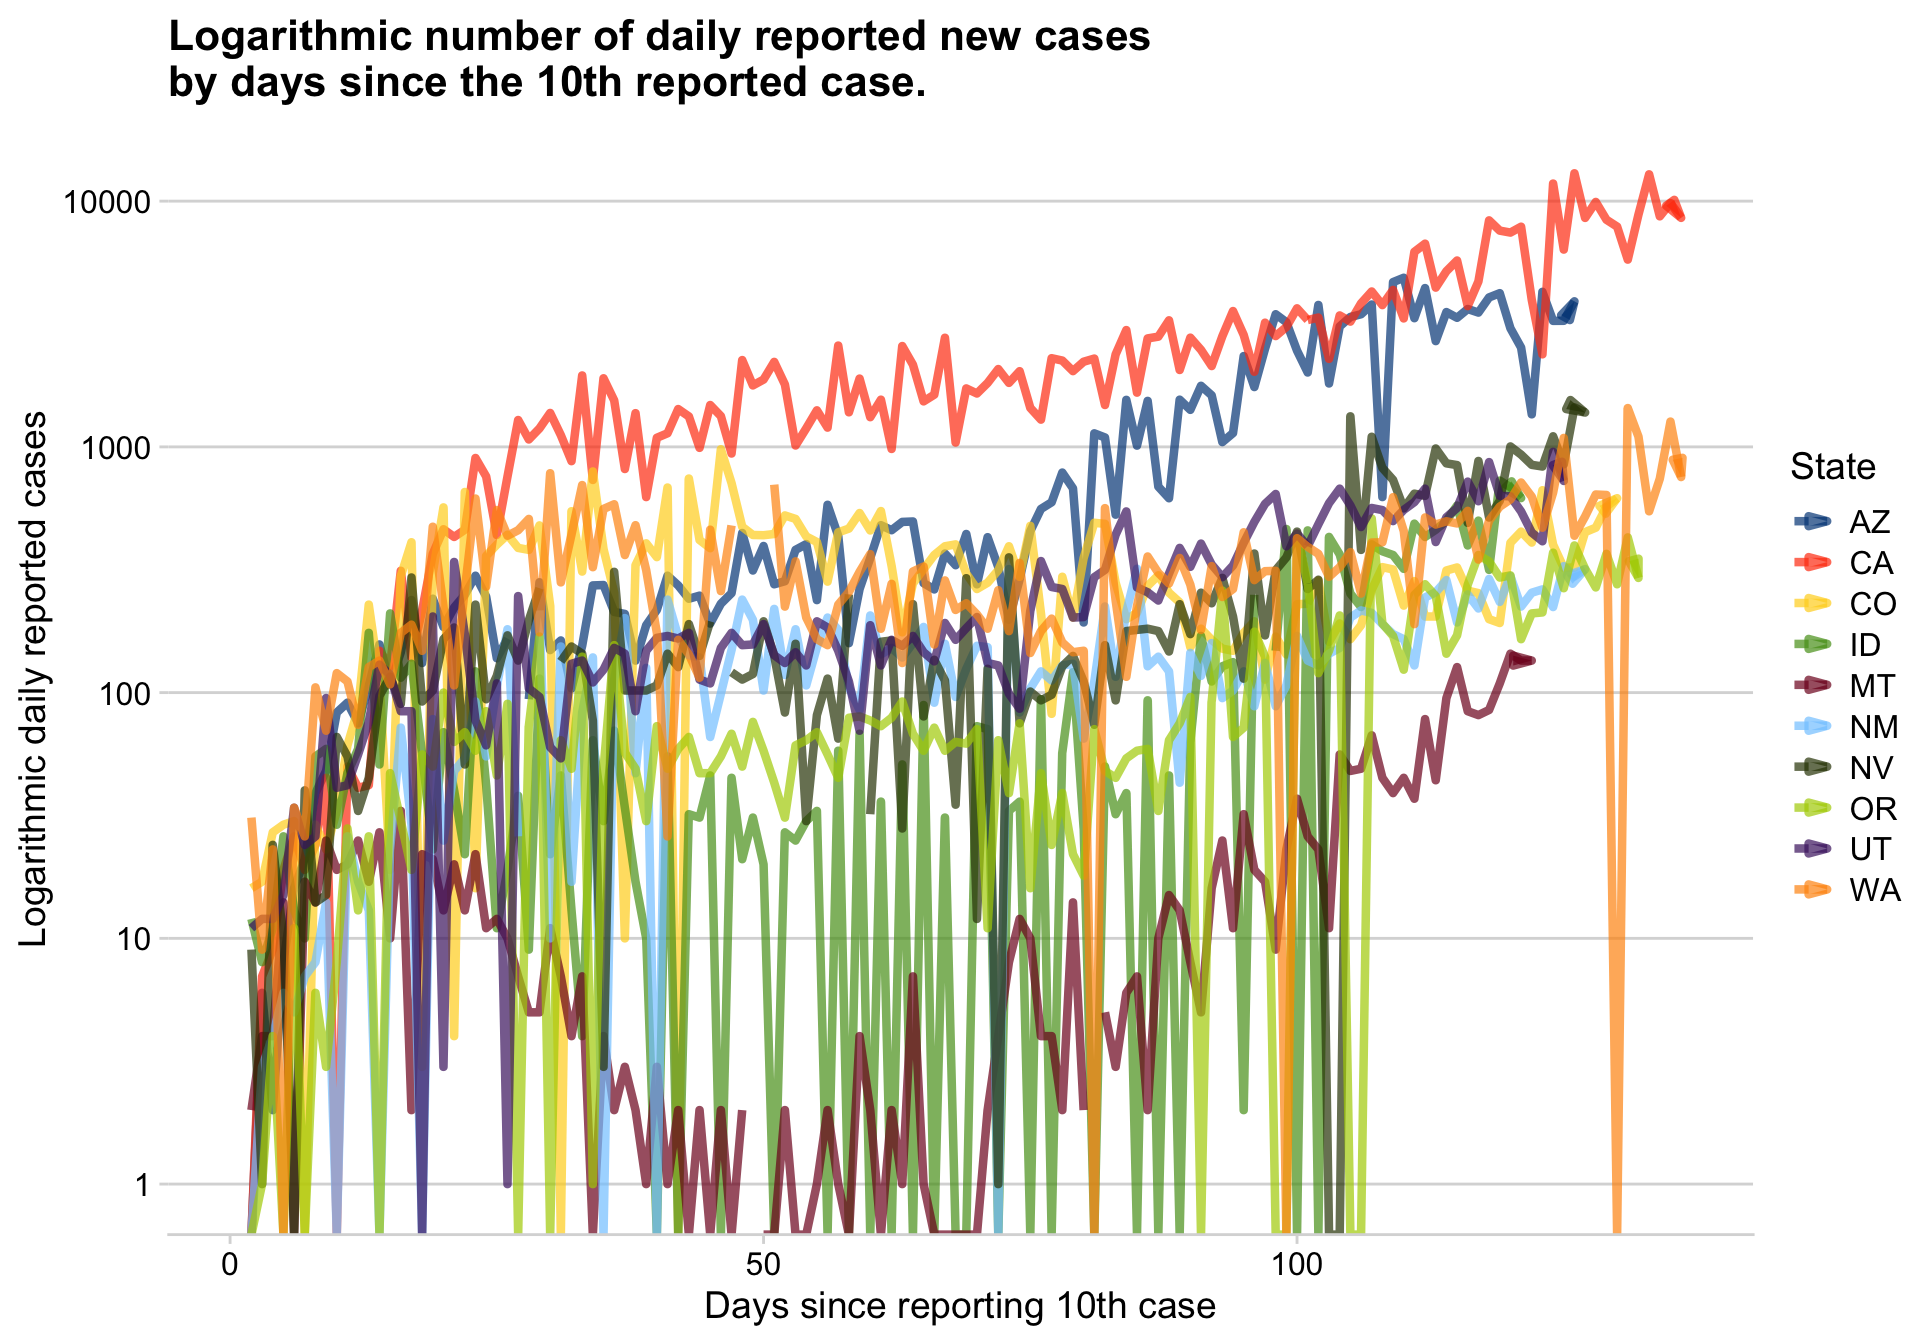 Logarithmic number of daily reported new cases
by days since the 10th reported case.
Logarithmic daily reported cases
10000
1000
100
10
1
0
50
100
Days since reporting 10th case
State
AZ
CA
CO
ID
MT
NM
NV
OR
UT
WA